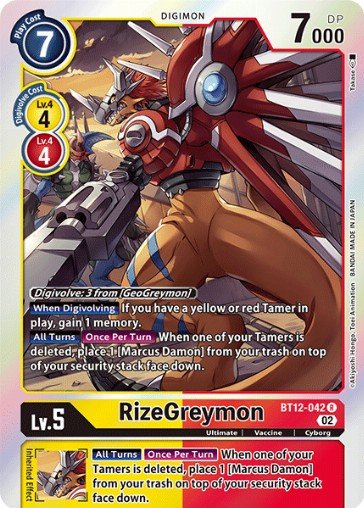 Play Cost
7
DIGIMON
7000
DP
Digivolve Cost
Lv.4
4
Lv.4
4
Takase
©Akiyoshi Hongo, Toei Animation BANDAI MADE IN JAPAN
Digivolve: 3 from [GeoGreymon]
When Digivolving If you have a yellow or red Tamer in
play, gain 1 memory.
All Turns Once Per Turn When one of your Tamers is
deleted, place 1 [Marcus Damon] from your trash on top
of your security stack face down.
Lv.5
RizeGreymon
BT12-042 R
02
Ultimate Vaccine Cyborg
Inherited Effect
All Turns Once Per Turn When one of your
Tamers is deleted, place 1 [Marcus Damon]
from your trash on top of your security stack
face down.